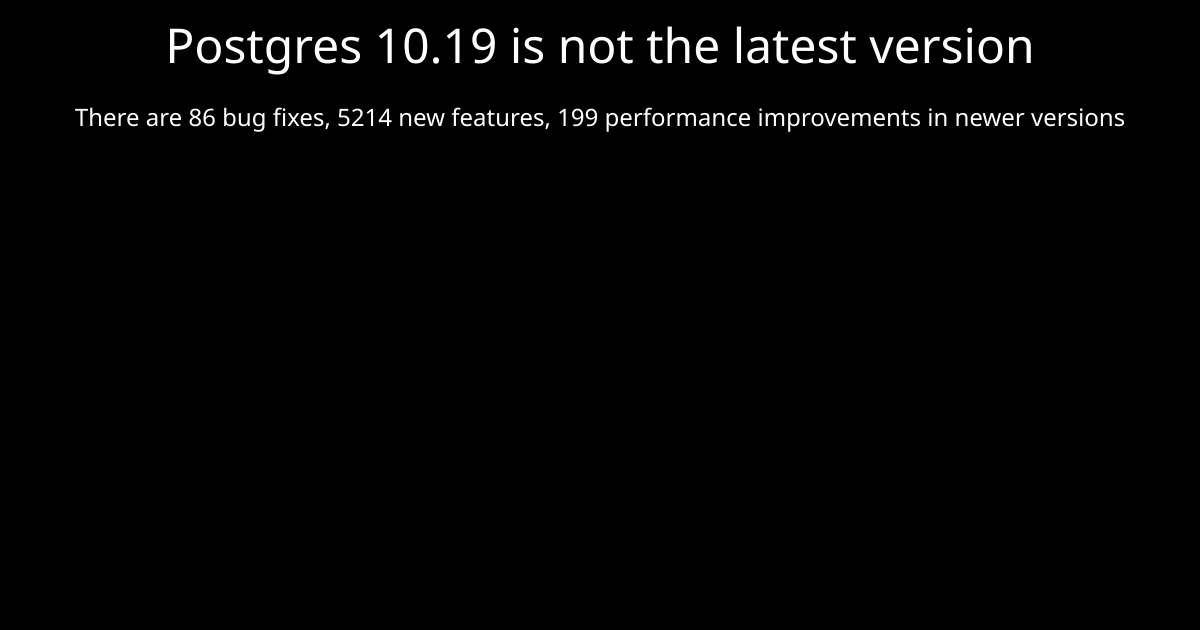 Postgres 10.19 is not the latest version
There are 86 bug fixes, 5214 new features, 199 performance improvements in newer versions